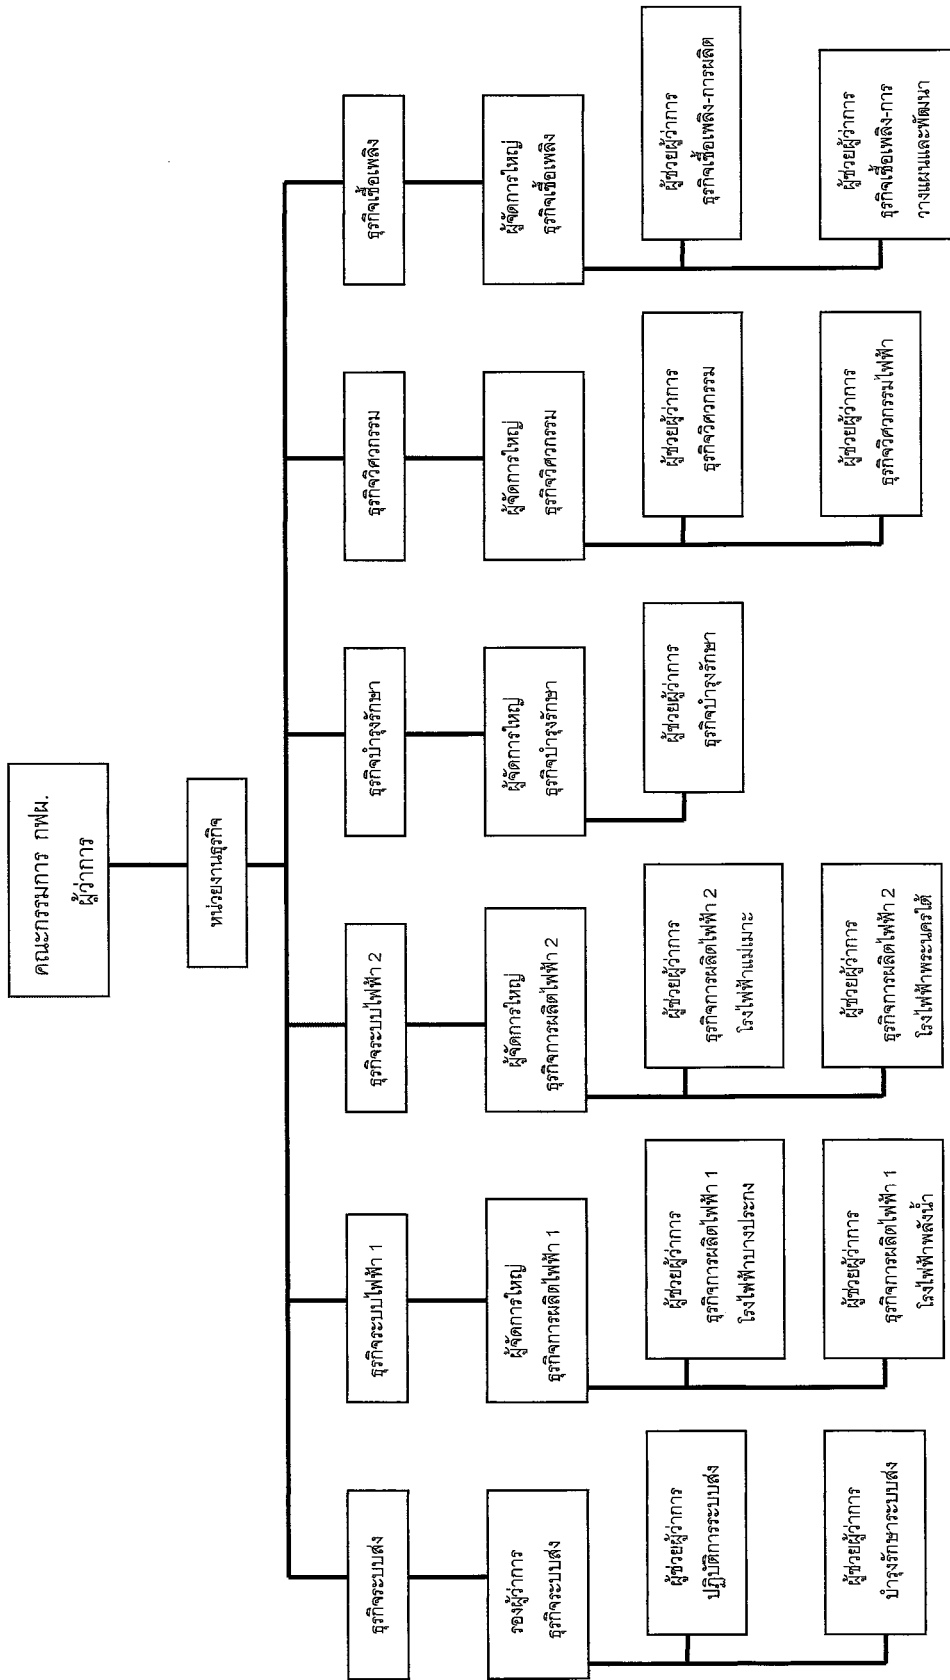 คณะกรรมการ กฟผ.
ผู้ว่าการ
หน่วยงานธุรกิจ
ธุรกิจระบบส่ง
ธุรกิจระบบไฟฟ้า 1
ธุรกิจระบบไฟฟ้า 2
ธุรกิจบำรุงรักษา
ธุรกิจวิศวกรรม
ธุรกิจเชื้อเพลิง
รองผู้ว่าการ
ธุรกิจระบบส่ง
ผู้จัดการใหญ่
ธุรกิจการผลิตไฟฟ้า 1
ผู้จัดการใหญ่
ธุรกิจการผลิตไฟฟ้า 2
ผู้จัดการใหญ่
ธุรกิจบำรุงรักษา
ผู้จัดการใหญ่
ธุรกิจวิศวกรรม
ผู้จัดการใหญ่
ธุรกิจเชื้อเพลิง
ผู้ช่วยผู้ว่าการ
ปฏิบัติการระบบส่ง
ผู้ช่วยผู้ว่าการ
ธุรกิจการผลิตไฟฟ้า 1
โรงไฟฟ้าบางปะกง
ผู้ช่วยผู้ว่าการ
ธุรกิจการผลิตไฟฟ้า 2
โรงไฟฟ้าแม่เมาะ
ผู้ช่วยผู้ว่าการ
ธุรกิจบำรุงรักษา
ผู้ช่วยผู้ว่าการ
ธุรกิจวิศวกรรม
ผู้ช่วยผู้ว่าการ
ธุรกิจเชื้อเพลิง-การผลิต
ผู้ช่วยผู้ว่าการ
บำรุงรักษาระบบส่ง
ผู้ช่วยผู้ว่าการ
ธุรกิจการผลิตไฟฟ้า 1
โรงไฟฟ้าพลังน้ำ
ผู้ช่วยผู้ว่าการ
ธุรกิจการผลิตไฟฟ้า 2
โรงไฟฟ้าพระนครใต้
ผู้ช่วยผู้ว่าการ
ธุรกิจวิศวกรรมไฟฟ้า
ผู้ช่วยผู้ว่าการ
ธุรกิจเชื้อเพลิง-การ
วางแผนและพัฒนา